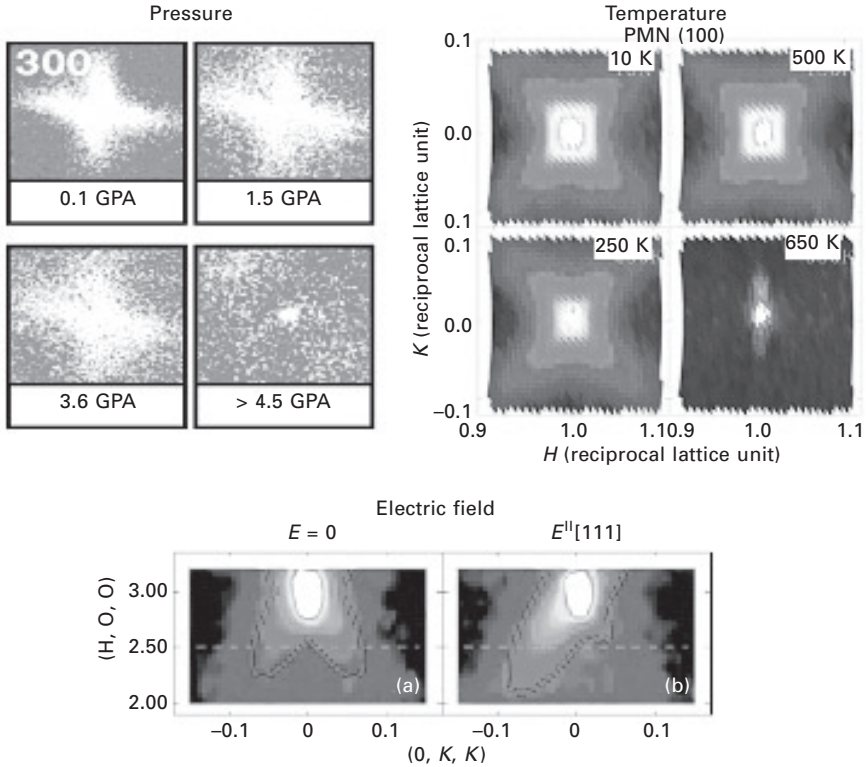 Pressure
300
0.1 GPA
1.5 GPA
3.6 GPA
> 4.5 GPA
Temperature
PMN (100)
0.1
10 K
500 K
0.0
0.1
0.1
250 K
650 K
0.0
−0.1
0.9 1.0 1.10.9 1.0 1.1
K (reciprocal lattice unit)
H (reciprocal lattice unit)
Electric field
E = 0
E^II[111]
3.00
2.50
2.00
(H, O, O)
(a)
(b)
−0.1 0 0.1 −0.1 0 0.1
(0, K, K)